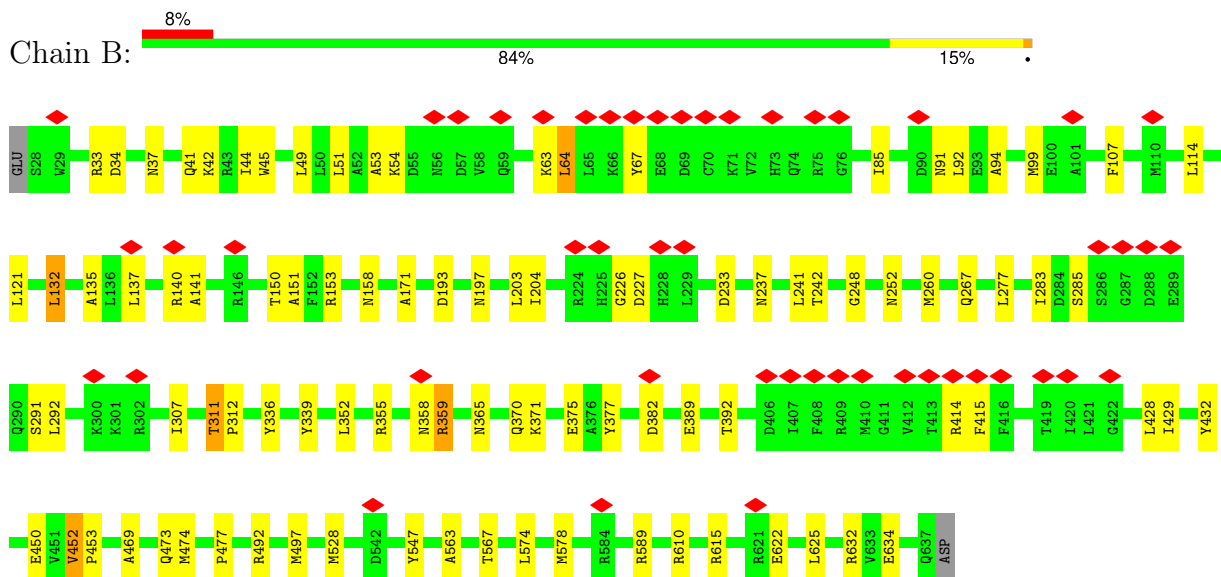 8%
Chain B:
84% 15% •
GLU S28 W29 R33 D34 N37 Q41 K42 R43 I44 W45 L49 L50 L51 A52 A53 K54 D55 N56 D57 V58 Q59 K63 L64 L65 K66 Y67 E68 D69 C70 K71 V72 H73 Q74 R75 G76 I85 D90 N91 L92 E93 A94 M99 E100 A101 F107 M110 L114
L121 L132 A135 L136 L137 R140 A141 R146 T150 A151 F152 R153 N158 A171 D193 N197 L203 I204 R224 H225 G226 D227 H228 L229 D233 N237 L241 T242 G248 N252 M260 Q267 L277 I283 D284 S285 S286 G287 D288 E289
Q290 S291 L292 K300 K301 R302 I307 T311 P312 Y336 Y339 L352 R355 N358 R359 N365 Q370 K371 E375 A376 Y377 D382 E389 T392 D406 I407 F408 R409 M410 G411 V412 T413 R414 F415 F416 T419 I420 L421 G422 L428 I429 Y432
E450 V451 V452 P453 A469 Q473 M474 P477 R492 M497 M528 D542 Y547 A563 T567 L574 M578 R584 R589 R610 R615 R621 E622 L625 R632 V633 E634 Q637 ASP